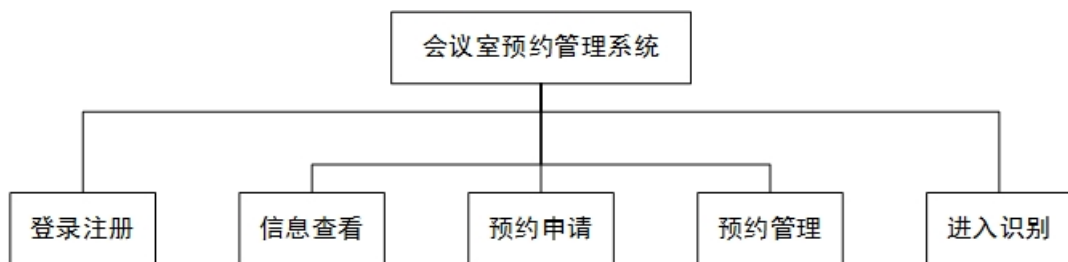 会议室预约管理系统
登录注册
信息查看
预约申请
预约管理
进入识别